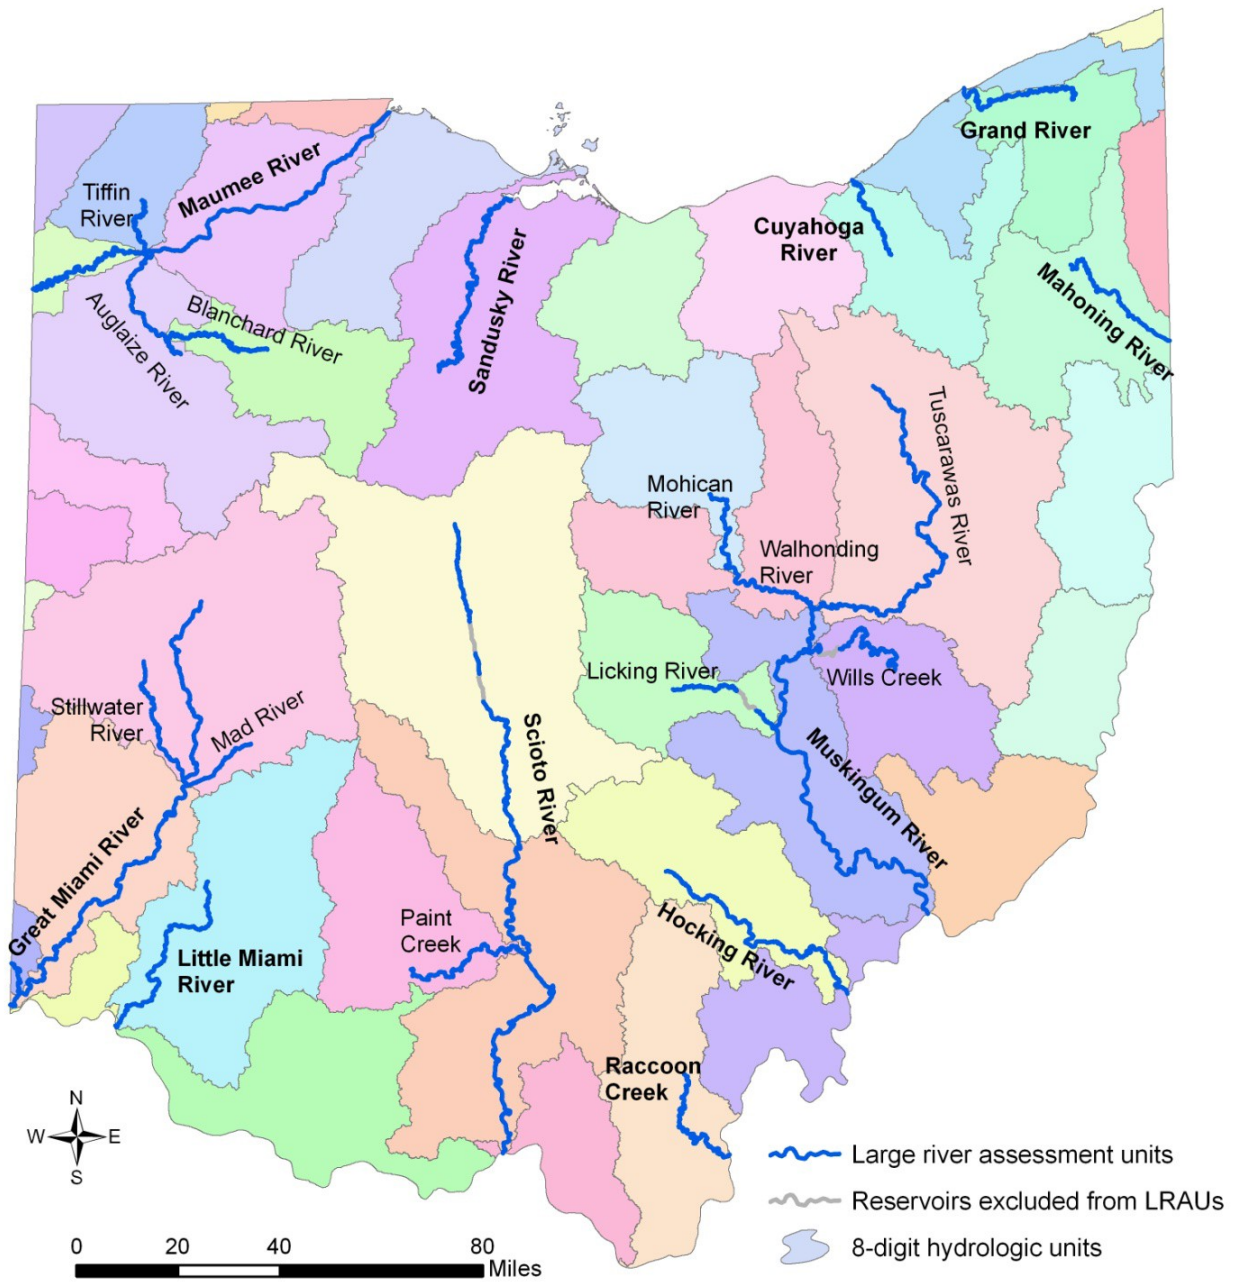 Grand River
Tiffin
River
Maumee River
Cuyahoga
River
Sandusky River
Mahoning River
Auglaize River
Blanchard River
Tuscarawas River
Mohican
River
Walhonding
River
Licking River
Wills Creek
Stillwater
River
Mad River
Scioto River
Muskingum River
Great Miami River
Paint
Creek
Little Miami
River
Hocking River
Raccoon
Creek
N
W E
S
Large river assessment units
Reservoirs excluded from LRAUs
8-digit hydrologic units
0 20 40 80
Miles